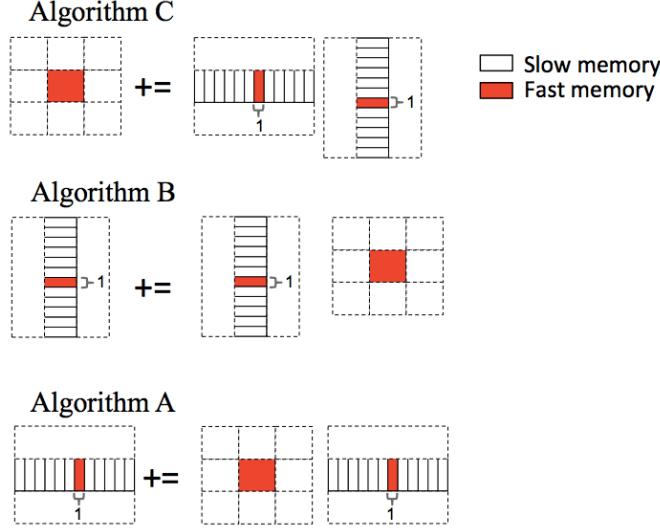 Algorithm C
+=
1
1
Slow memory
Fast memory
Algorithm B
+=
1
1
Algorithm A
+=
1
1